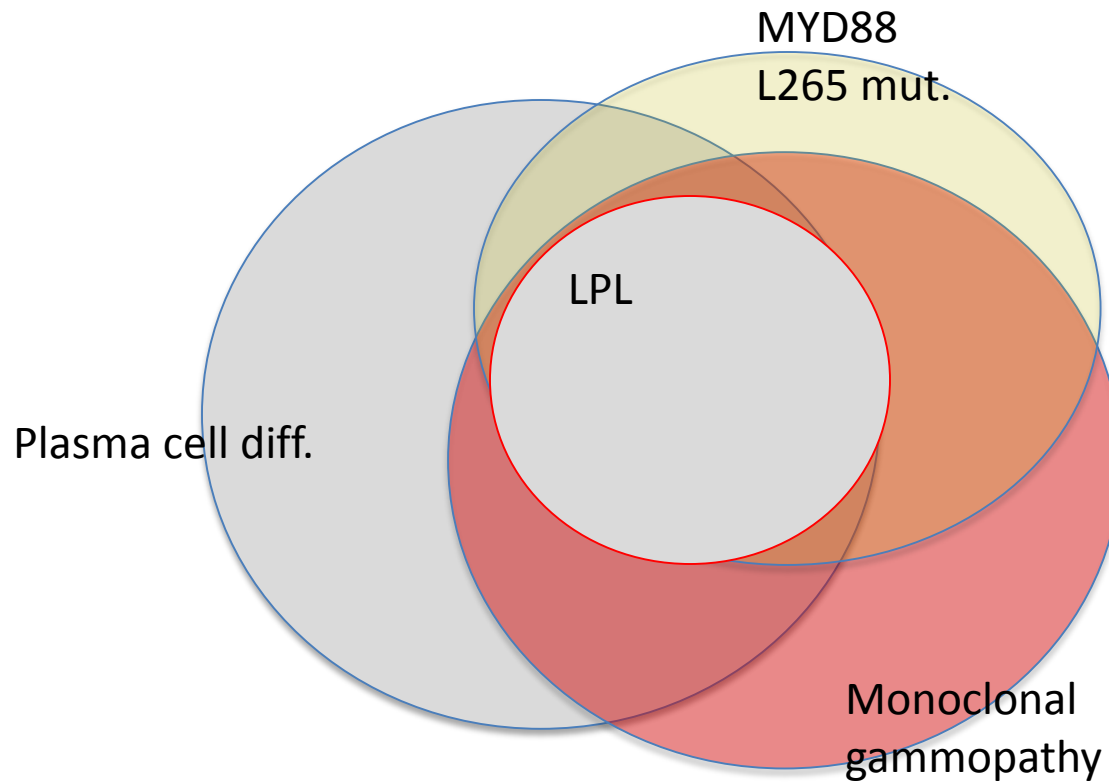 MYD88
L265 mut.
LPL
Plasma cell diff.
Monoclonal
gammopathy